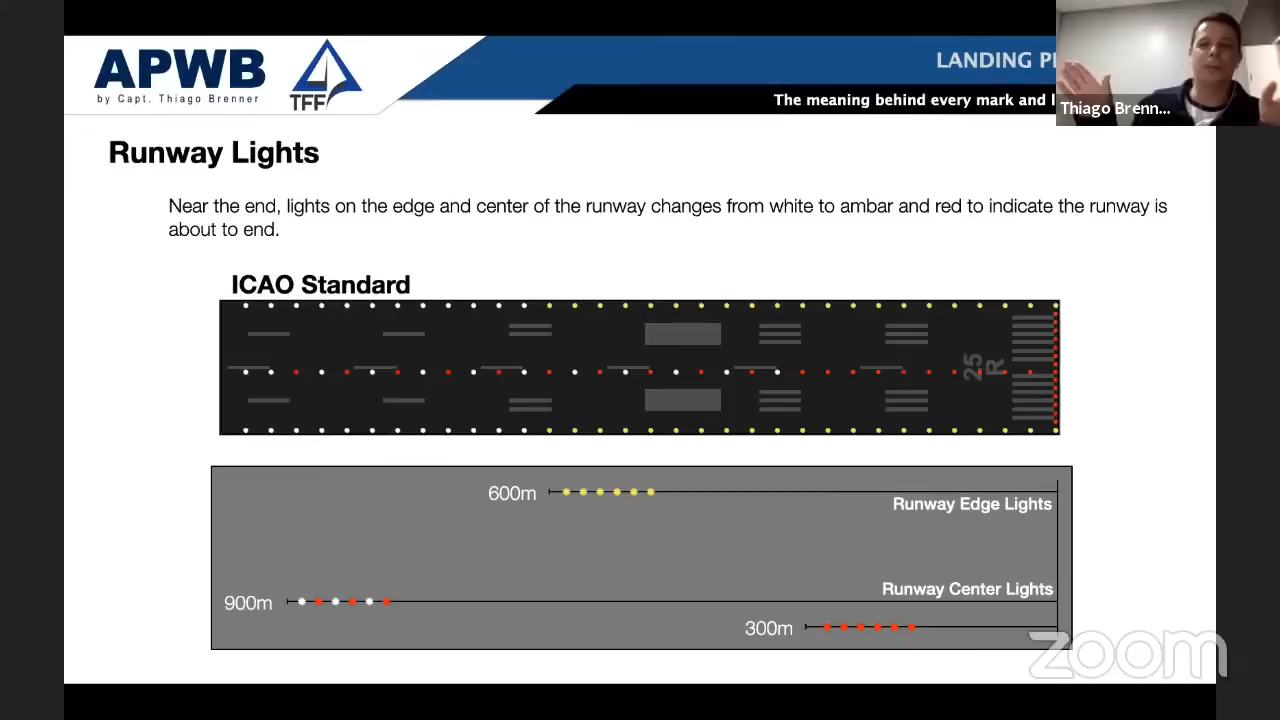 APWB
by Capt. Thiago Brenner
TFF
LANDING
The meaning behind every mark and
Thiago Brenn...
Runway Lights
Near the end, lights on the edge and center of the runway changes from white to ambar and red to indicate the runway is
about to end.
ICAO Standard
25
R
600m
Runway Edge Lights
Runway Center Lights
900m
300m
zoom